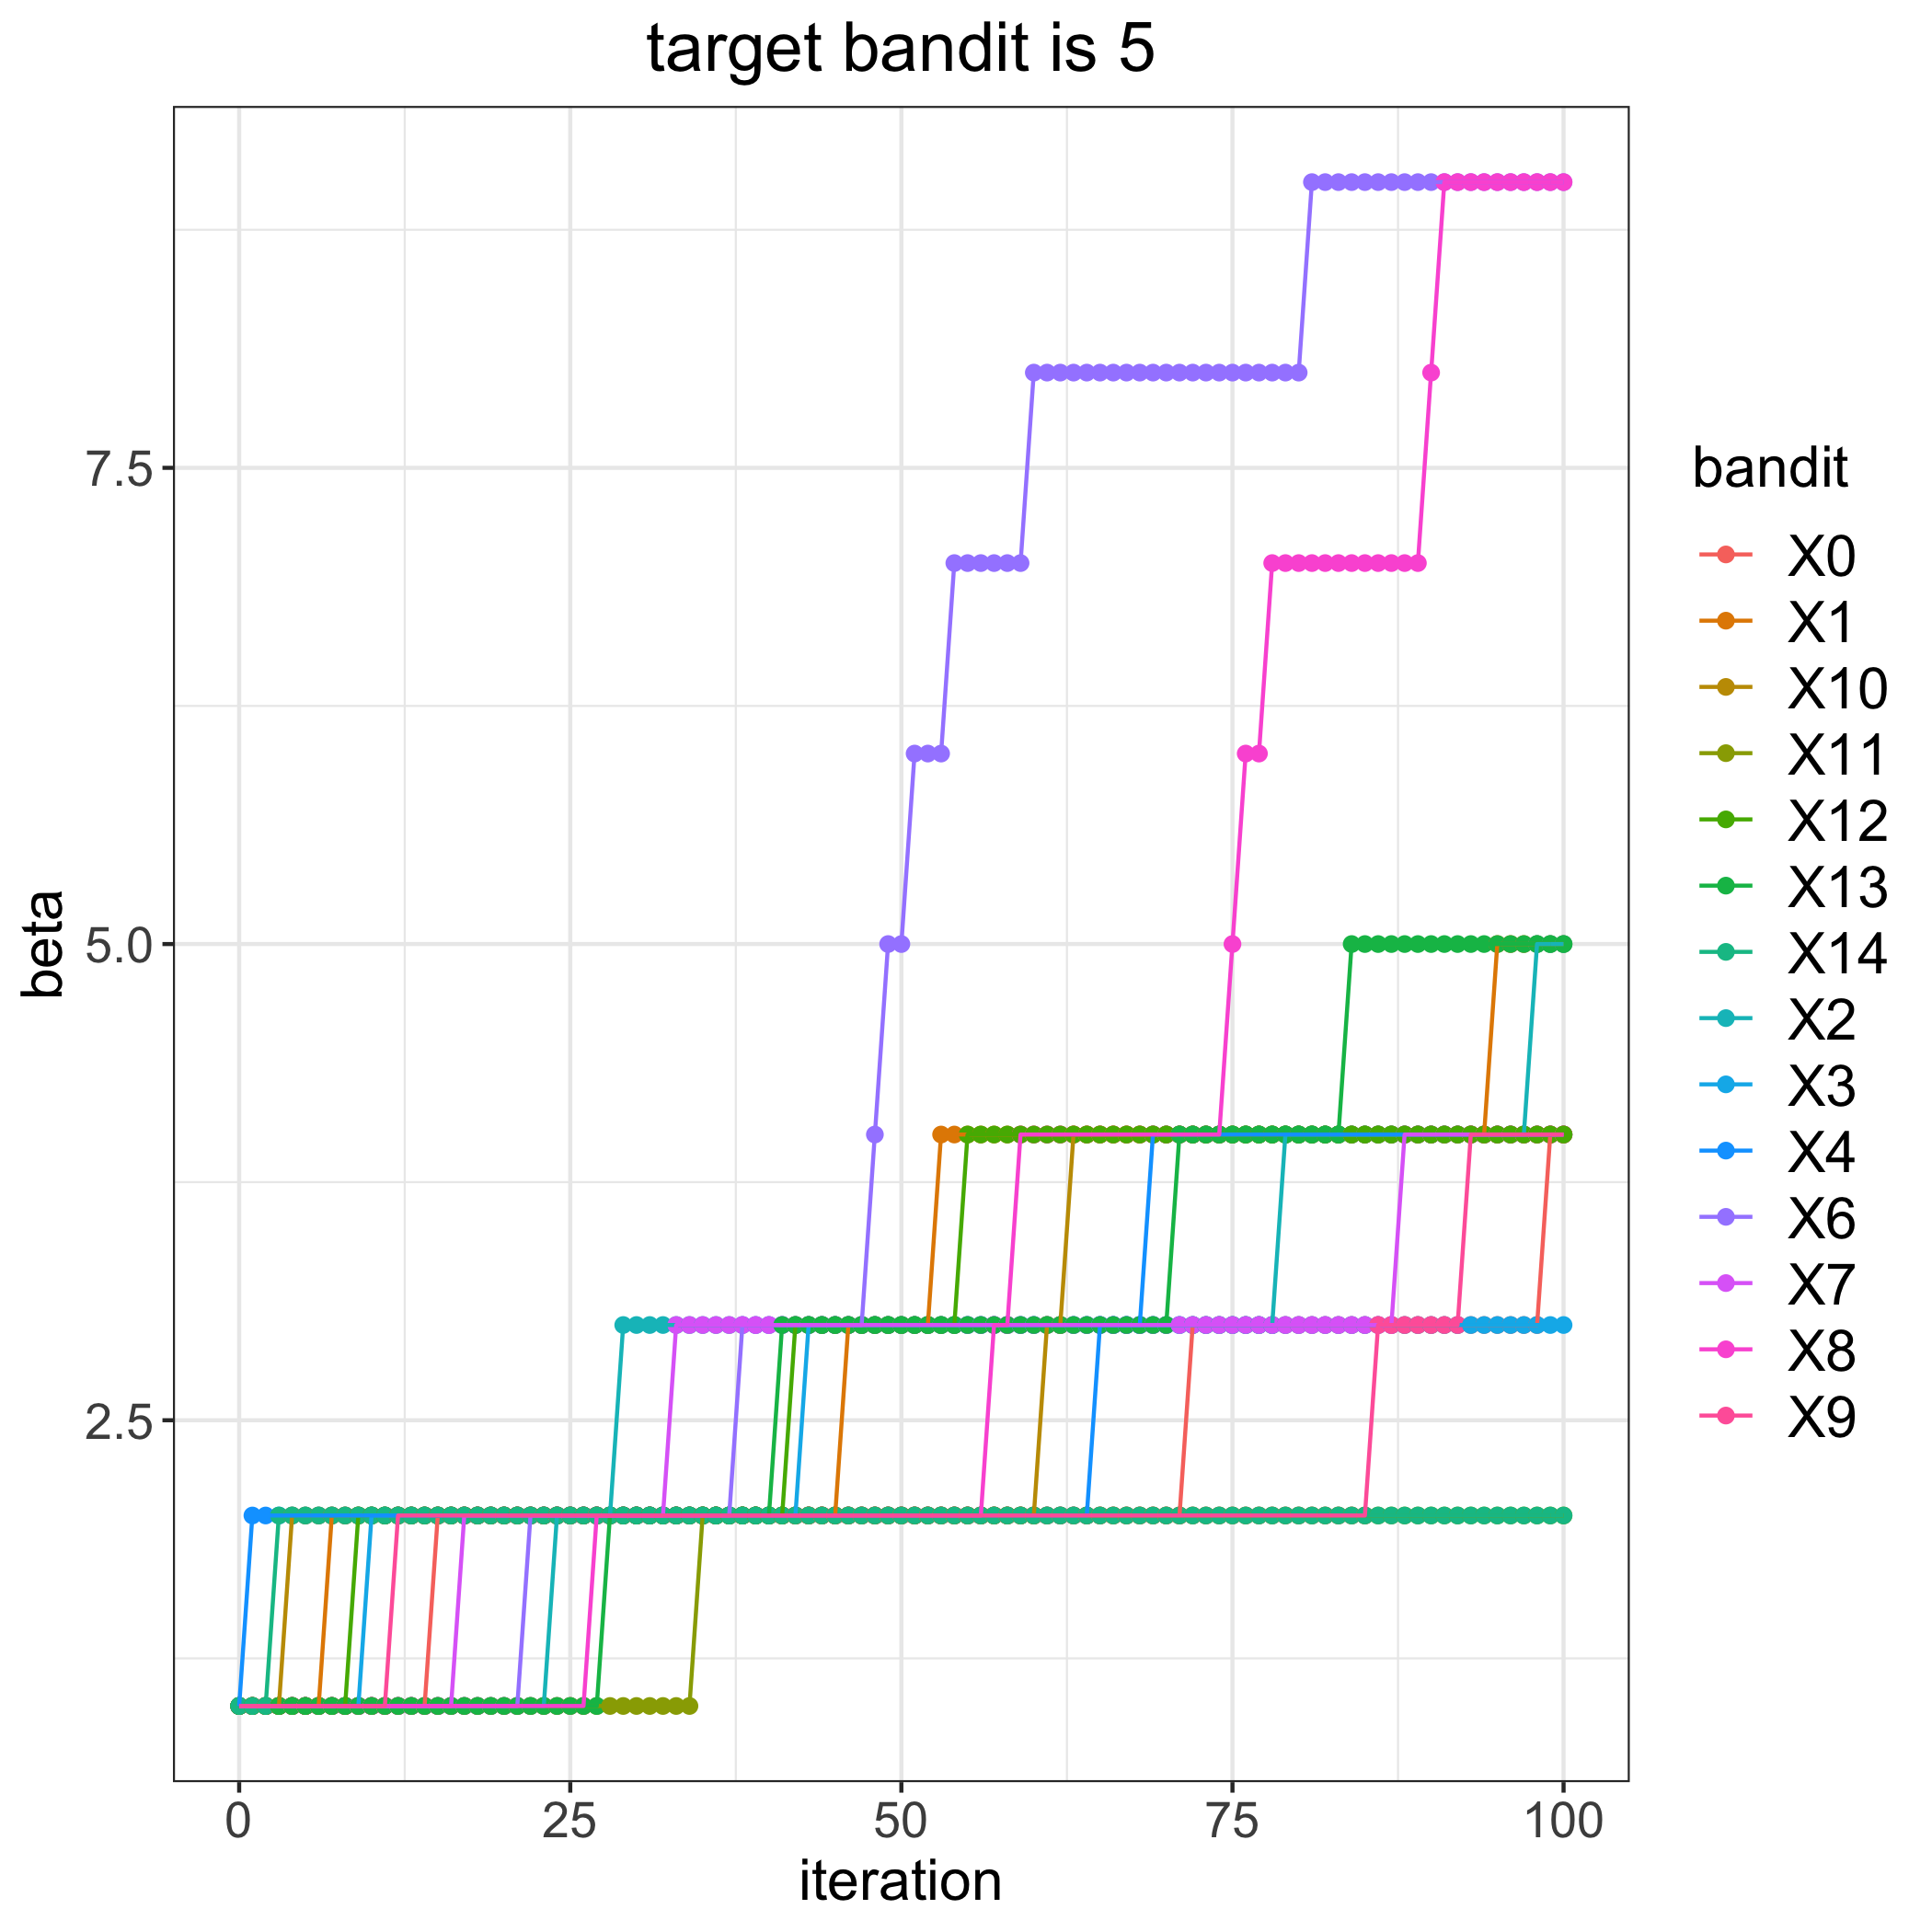 target bandit is 5
beta
7.5
5.0
2.5
0 25 50 75 100
iteration
bandit
X0
X1
X10
X11
X12
X13
X14
X2
X3
X4
X6
X7
X8
X9